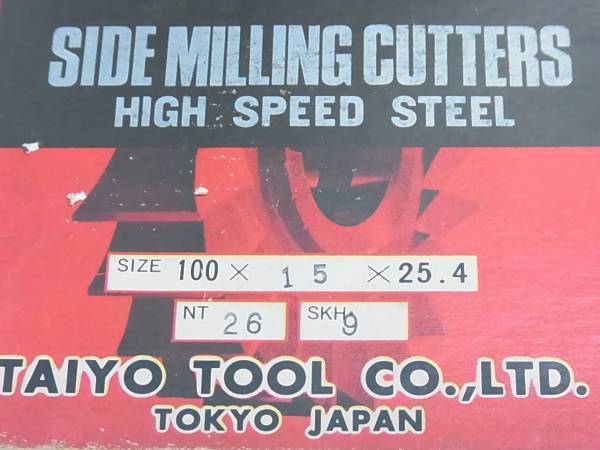 SIDE MILLING CUTTERS
HIGH SPEED STEEL
SIZE 100 × 15 × 25.4
NT 26 SKH 9
TAIYO TOOL CO.,LTD.
TOKYO JAPAN